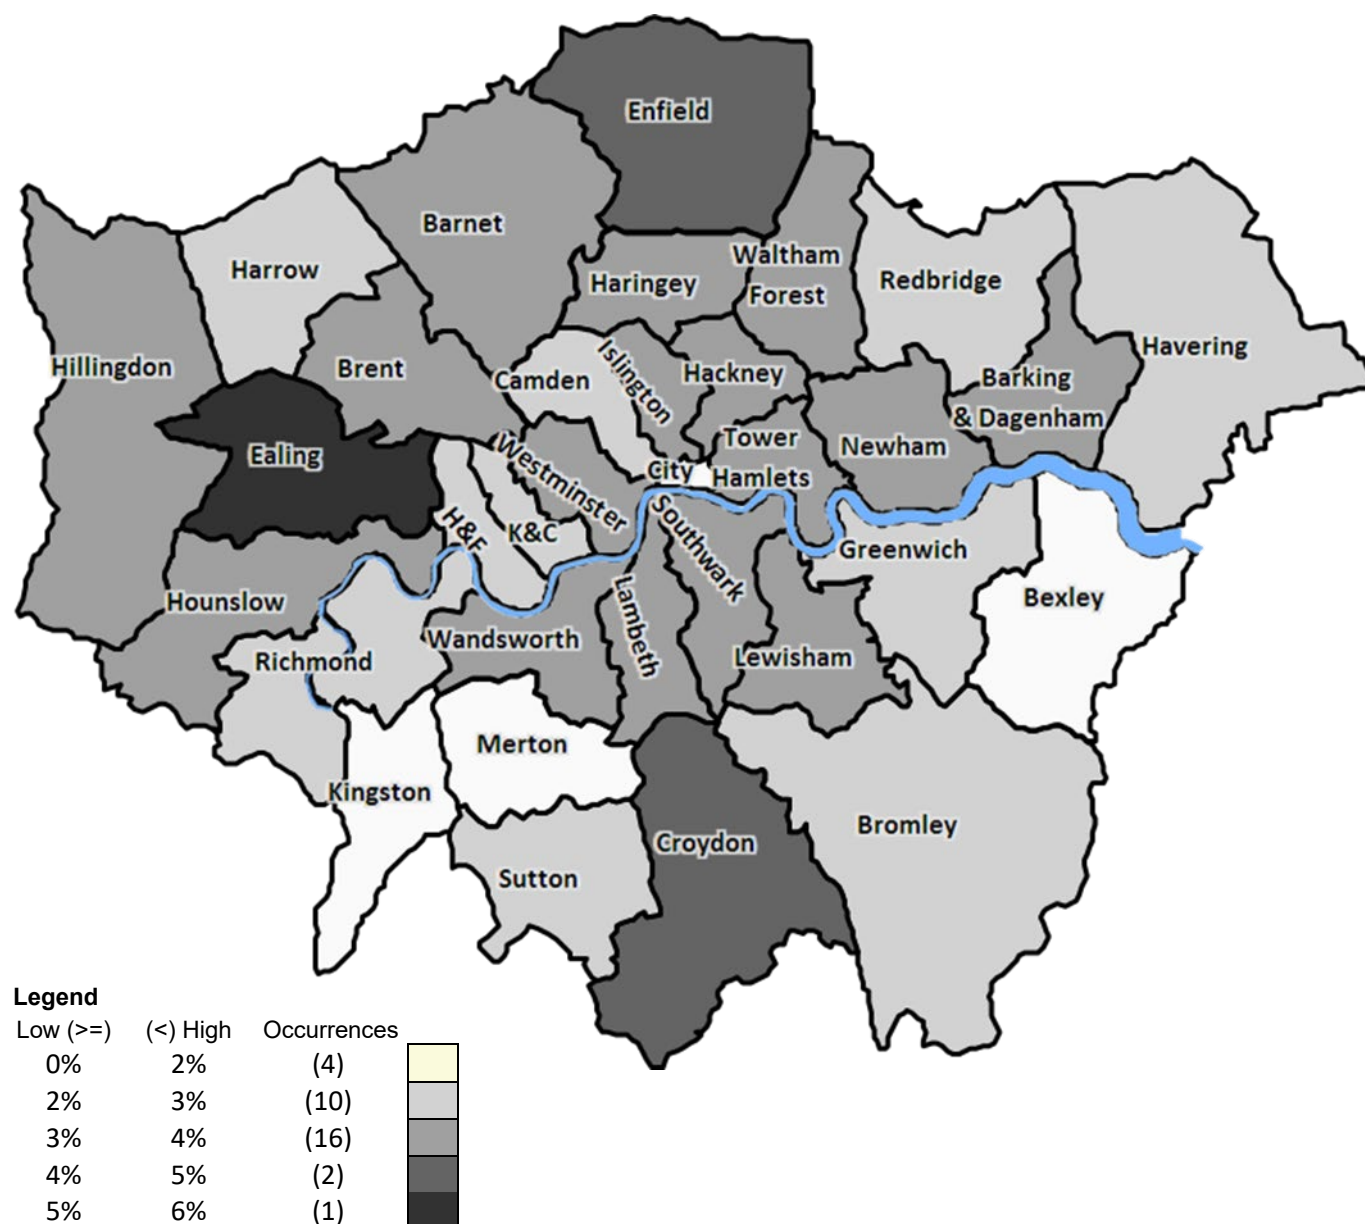 Enfield
Barnet
Waltham
Forest
Harrow
Haringey
Redbridge
Havering
Hillingdon
Brent
Camden
Islington
Hackney
Barking
& Dagenham
Ealing
Westminster
City
Tower
Hamlets
Newham
H&F
K&C
Southwark
Greenwich
Hounslow
Bexley
Richmond
Wandsworth
Lambeth
Lewisham
Merton
Kingston
Croydon
Bromley
Sutton
Legend
Low (>=) (<) High Occurrences
0% 2% (4)
2% 3% (10)
3% 4% (16)
4% 5% (2)
5% 6% (1)